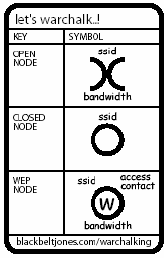 let's warchalk..!
KEY SYMBOL
OPEN NODE
ssid
bandwidth
CLOSED NODE
ssid
WEP NODE
ssid access contact
W
bandwidth
blackbeltjones.com/warchalking